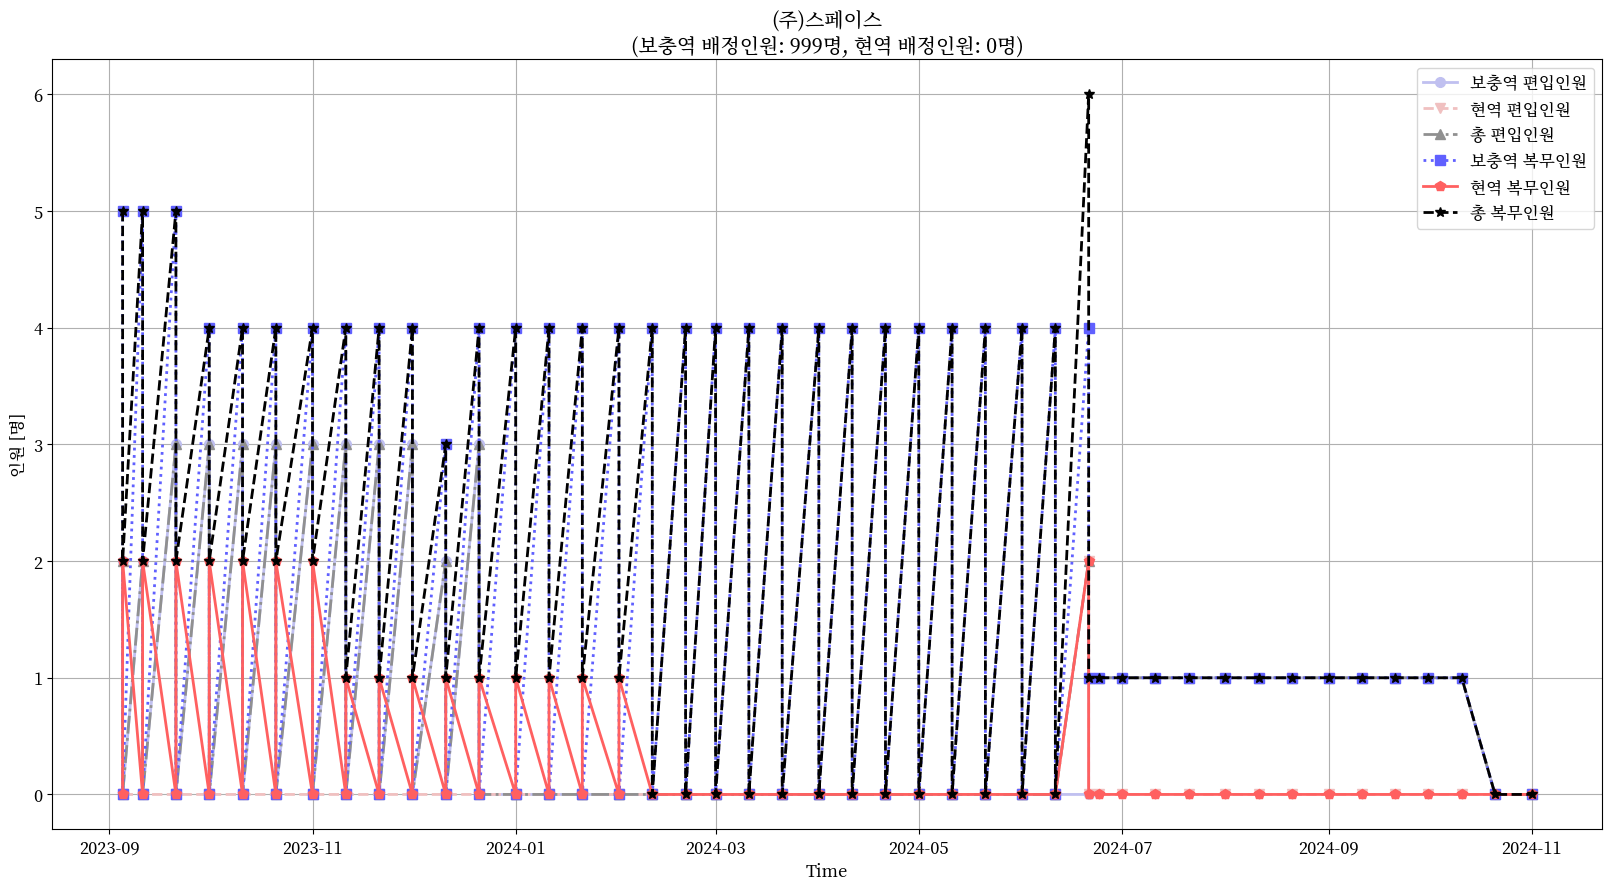 (주)스페이스
(보충역 배정인원: 999명, 현역 배정인원: 0명)
보충역 편입인원
현역 편입인원
총 편입인원
보충역 복무인원
현역 복무인원
총 복무인원
인원 [명]
6
5
4
3
2
1
0
2023-09
2023-11
2024-01
2024-03
2024-05
2024-07
2024-09
2024-11
Time